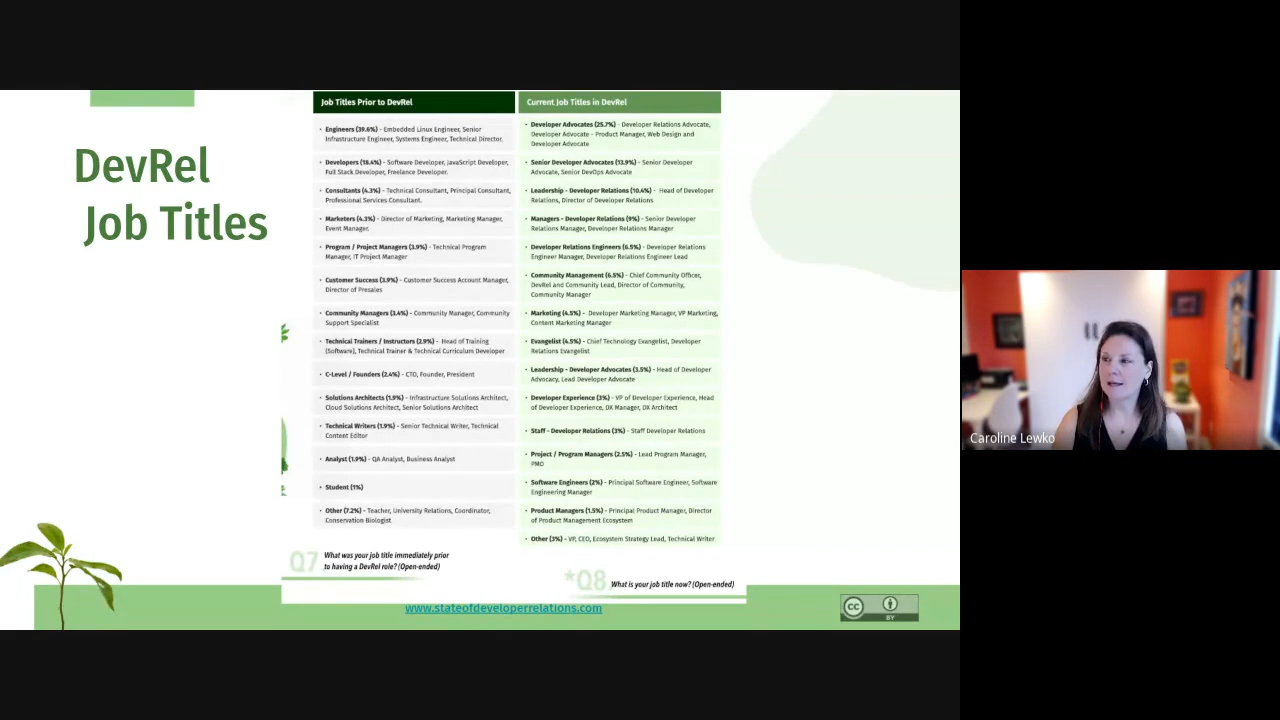 DevRel
Job Titles
Job Titles Prior to DevRel
• Engineers (39.6%) - Embedded Linux Engineer, Senior
Infrastructure Engineer, Systems Engineer, Technical Director.
• Developers (18.4%) - Software Developer, JavaScript Developer,
Full Stack Developer, Freelance Developer.
• Consultants (4.3%) - Technical Consultant, Principal Consultant,
Professional Services Consultant.
• Marketers (4.3%) - Director of Marketing, Marketing Manager,
Event Manager.
• Program / Project Managers (3.9%) - Technical Program
Manager, IT Project Manager
• Customer Success (3.9%) - Customer Success Account Manager,
Director of Presales
• Community Managers (3.4%) - Community Manager, Community
Support Specialist
• Technical Trainers / Instructors (2.9%) - Head of Training
(Software), Technical Trainer & Technical Curriculum Developer
• C-Level / Founders (2.4%) - CTO, Founder, President
• Solutions Architects (1.9%) - Infrastructure Solutions Architect,
Cloud Solutions Architect, Senior Solutions Architect
• Technical Writers (1.9%) - Senior Technical Writer, Technical
Content Editor
• Analyst (1.9%) - QA Analyst, Business Analyst
• Student (1%)
• Other (7.2%) - Teacher, University Relations, Coordinator,
Conservation Biologist
Q7 What was your job title immediately prior
to having a DevRel role? (Open-ended)
Current Job Titles in DevRel
• Developer Advocates (25.7%) - Developer Relations Advocate,
Developer Advocate - Product Manager, Web Design and
Developer Advocate
• Senior Developer Advocates (13.9%) - Senior Developer
Advocate, Senior DevOps Advocate
• Leadership - Developer Relations (10.4%) - Head of Developer
Relations, Director of Developer Relations
• Managers - Developer Relations (9%) - Senior Developer
Relations Manager, Developer Relations Manager
• Developer Relations Engineers (6.5%) - Developer Relations
Engineer Manager, Developer Relations Engineer Lead
• Community Management (6.5%) - Chief Community Officer,
DevRel and Community Lead, Director of Community,
Community Manager
• Marketing (4.5%) - Developer Marketing Manager, VP Marketing,
Content Marketing Manager
• Evangelist (4.5%) - Chief Technology Evangelist, Developer
Relations Evangelist
• Leadership - Developer Advocates (3.5%) - Head of Developer
Advocacy, Lead Developer Advocate
• Developer Experience (3%) - VP of Developer Experience, Head
of Developer Experience, DX Manager, DX Architect
• Staff - Developer Relations (3%) - Staff Developer Relations
• Project / Program Managers (2.5%) - Lead Program Manager,
PMO
• Software Engineers (2%) - Principal Software Engineer, Software
Engineering Manager
• Product Managers (1.5%) - Principal Product Manager, Director
of Product Management Ecosystem
• Other (3%) - VP, CEO, Ecosystem Strategy Lead, Technical Writer
*Q8 What is your job title now? (Open-ended)
www.stateofdeveloperrelations.com
CC
BY
Caroline Lewko